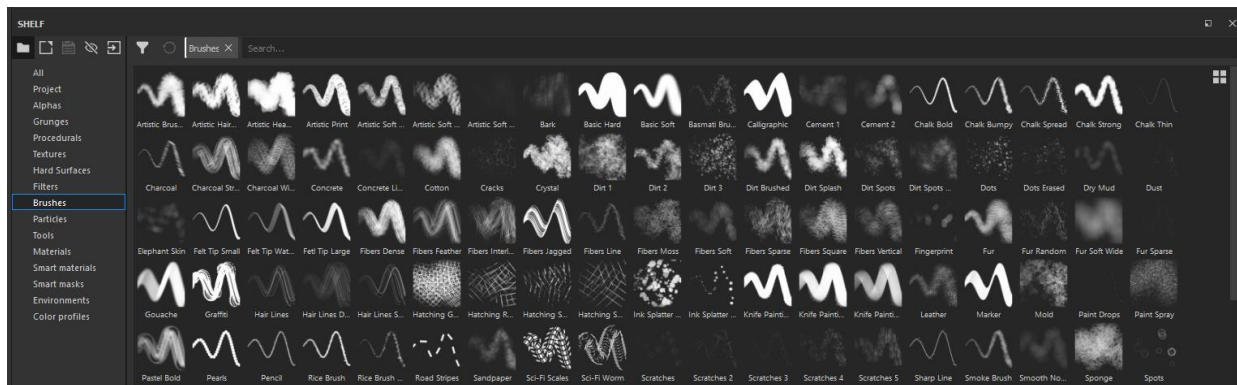 SHELF
Brushes
Search...
All
Project
Alphas
Grunges
Procedurals
Textures
Hard Surfaces
Filters
Brushes
Particles
Tools
Materials
Smart materials
Smart masks
Environments
Color profiles
Artistic Brus... Artistic Hair... Artistic Hea... Artistic Print Artistic Soft ... Artistic Soft ... Artistic Soft ... Bark Basic Hard Basic Soft Basmati Bru... Calligraphic Cement 1 Cement 2 Chalk Bold Chalk Bumpy Chalk Spread Chalk Strong Chalk Thin
Charcoal Charcoal Str... Charcoal Wi... Concrete Concrete Li... Cotton Cracks Crystal Dirt 1 Dirt 2 Dirt 3 Dirt Brushed Dirt Splash Dirt Spots Dirt Spots ... Dots Dots Erased Dry Mud Dust
Elephant Skin Felt Tip Small Felt Tip Wat... Fetl Tip Large Fibers Dense Fibers Feather Fibers Interl... Fibers Jagged Fibers Line Fibers Moss Fibers Soft Fibers Sparse Fibers Square Fibers Vertical Fingerprint Fur Fur Random Fur Soft Wide Fur Sparse
Gouache Graffiti Hair Lines Hair Lines D... Hair Lines S... Hatching G... Hatching R... Hatching S... Hatching S... Ink Splatter ... Ink Splatter ... Knife Painti... Knife Painti... Knife Painti... Leather Marker Mold Paint Drops Paint Spray
Pastel Bold Pearls Pencil Rice Brush Rice Brush ... Road Stripes Sandpaper Sci-Fi Scales Sci-Fi Worm Scratches Scratches 2 Scratches 3 Scratches 4 Scratches 5 Sharp Line Smoke Brush Smooth No... Sponge Spots